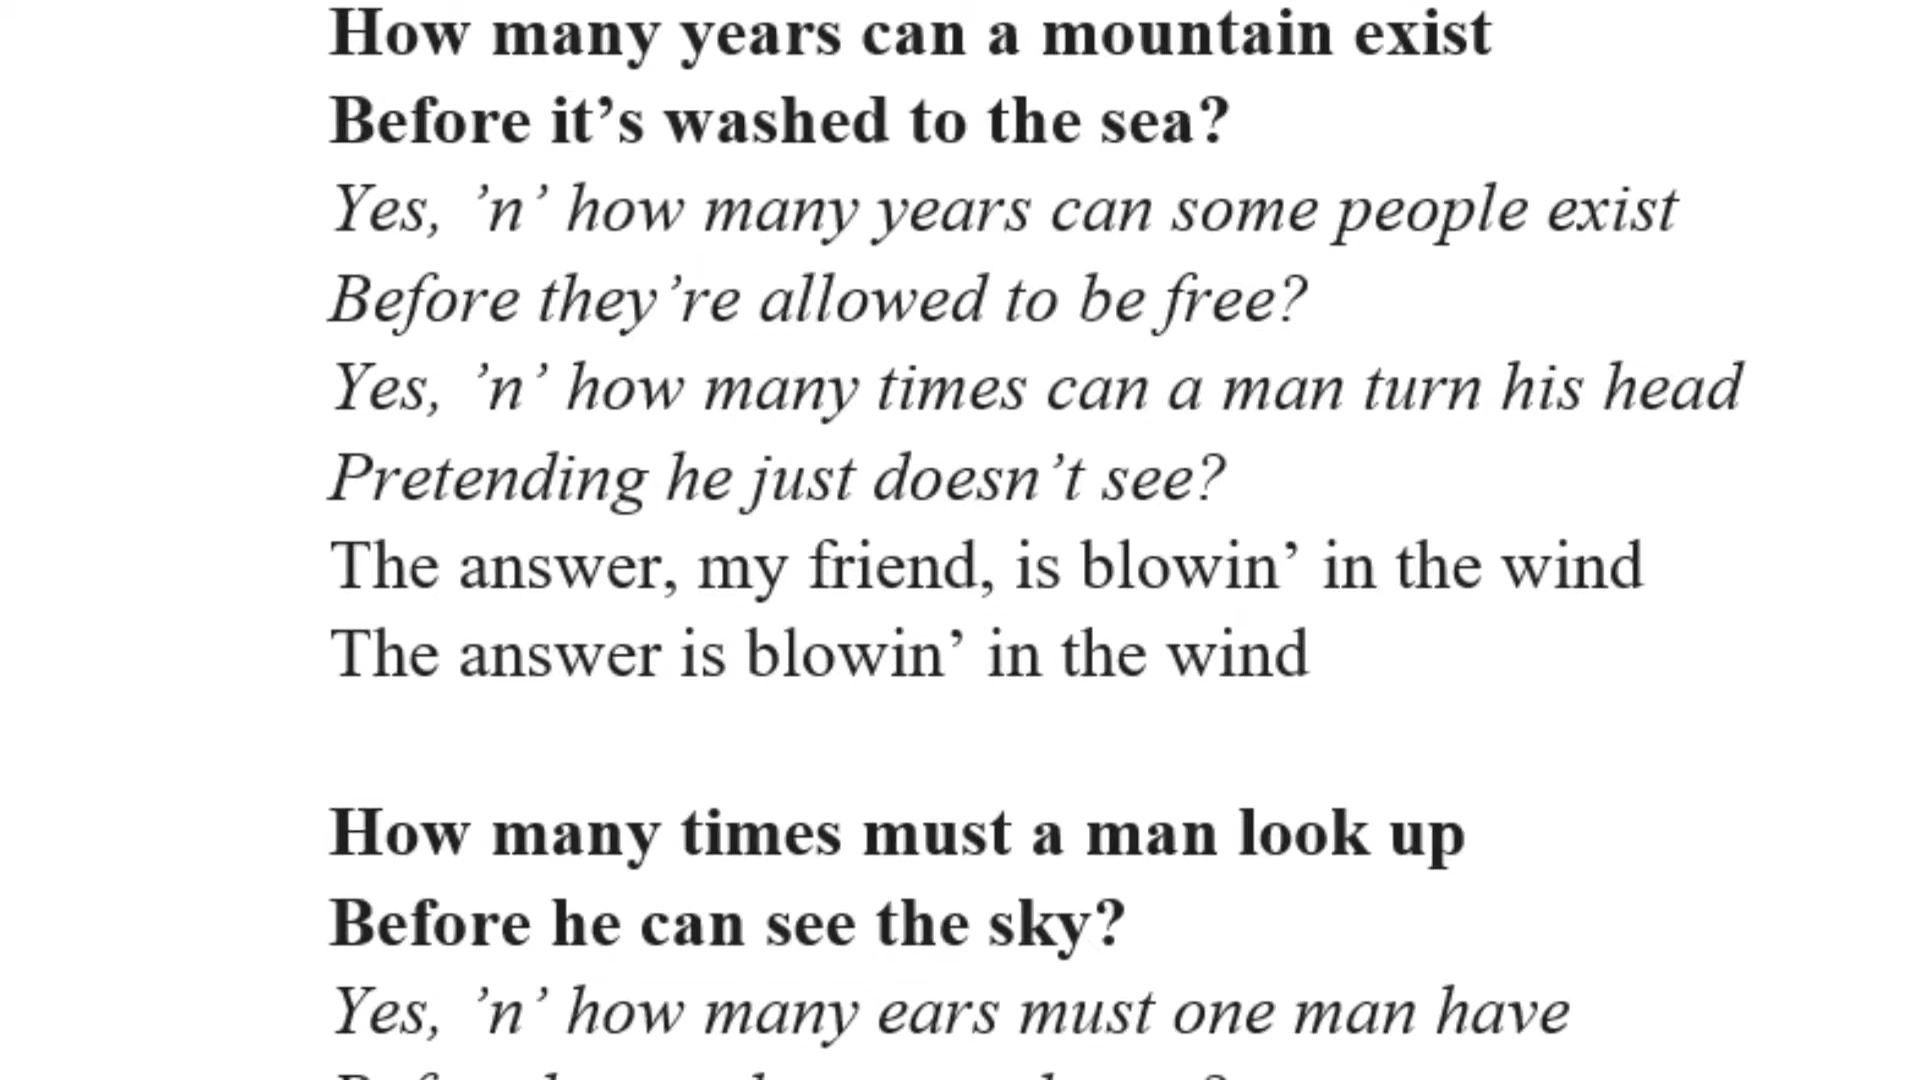 How many years can a mountain exist
Before it’s washed to the sea?
Yes, ’n’ how many years can some people exist
Before they’re allowed to be free?
Yes, ’n’ how many times can a man turn his head
Pretending he just doesn’t see?
The answer, my friend, is blowin’ in the wind
The answer is blowin’ in the wind
How many times must a man look up
Before he can see the sky?
Yes, ’n’ how many ears must one man have